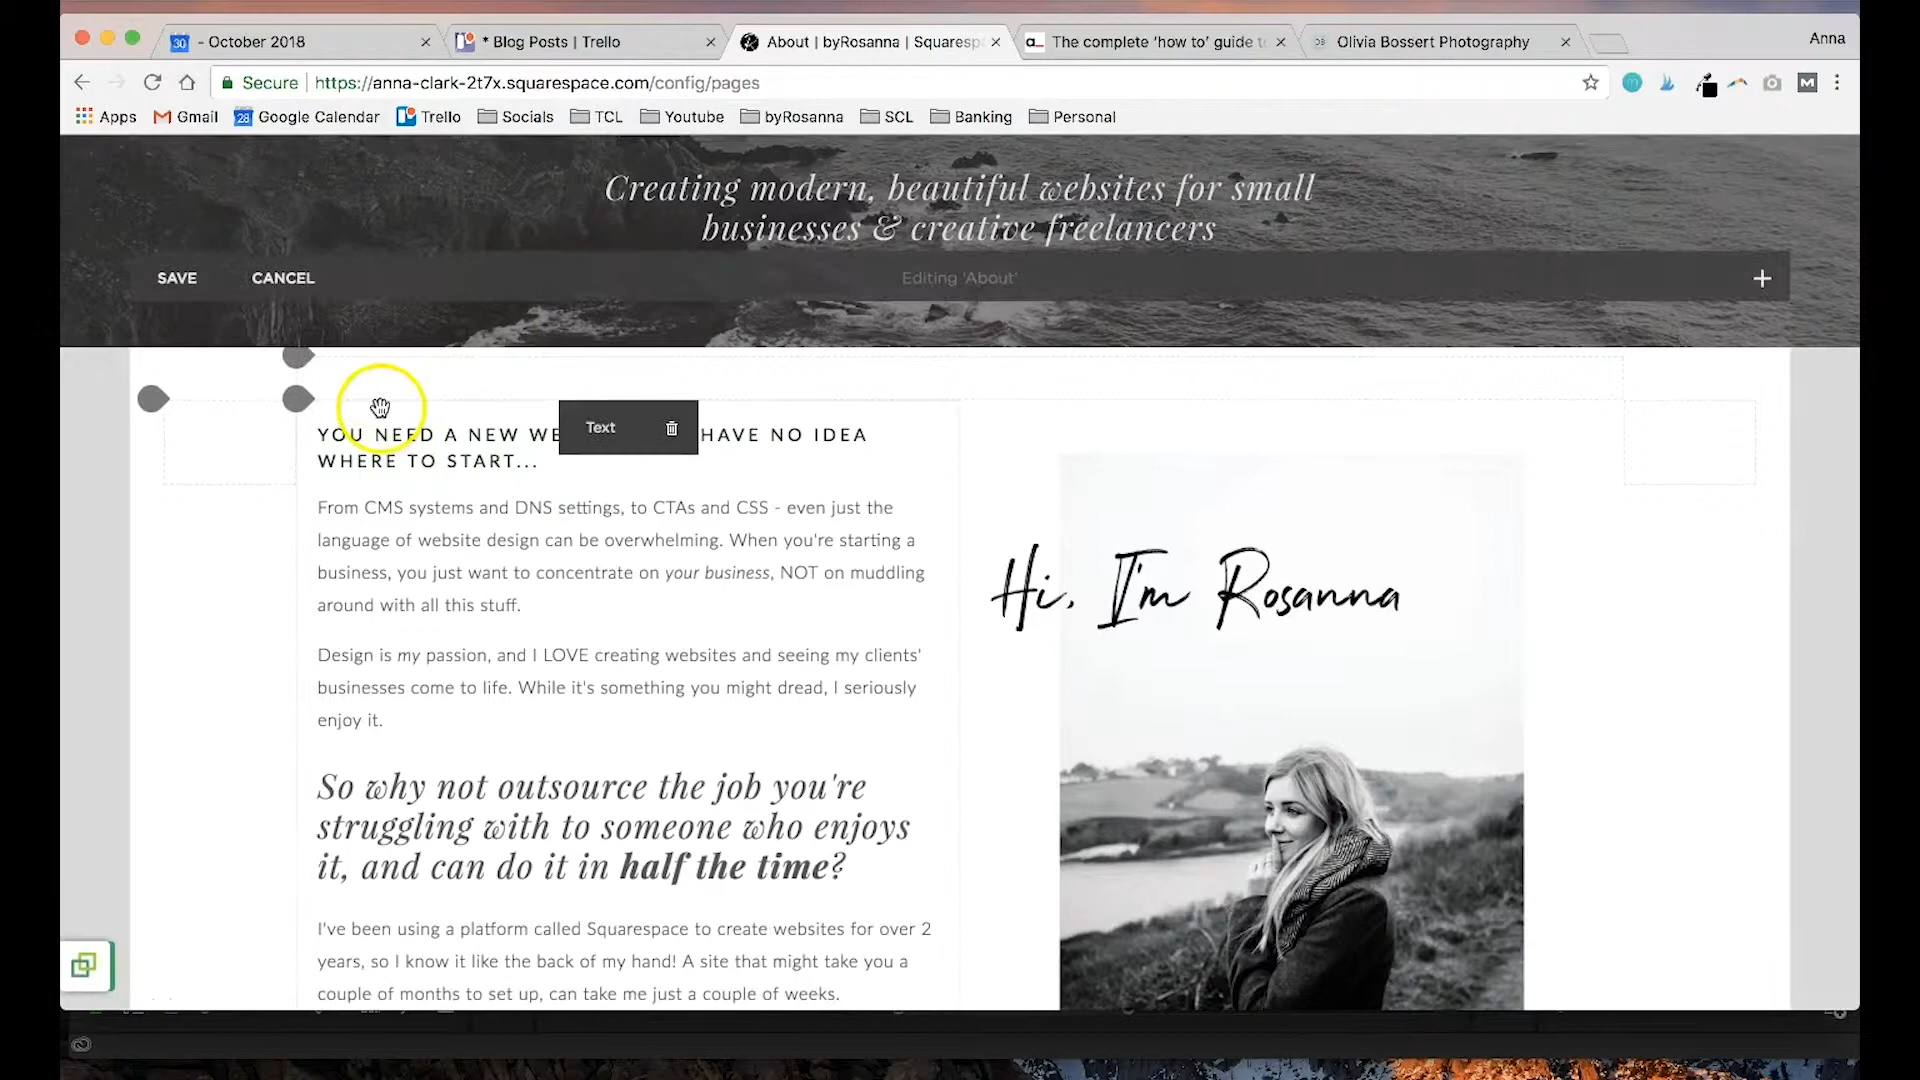 30 - October 2018
* Blog Posts | Trello
About | byRosanna | Squaresp
a_ The complete ‘how to’ guide to
Olivia Bossert Photography
Anna
Secure
https://anna-clark-2t7x.squarespace.com/config/pages
M
Apps
Gmail
28 Google Calendar
Trello
Socials
TCL
Youtube
byRosanna
SCL
Banking
Personal
Creating modern, beautiful websites for small
businesses & creative freelancers
SAVE
CANCEL
Editing 'About'
Text
YOU NEED A NEW WE HAVE NO IDEA
WHERE TO START...
From CMS systems and DNS settings, to CTAs and CSS - even just the
language of website design can be overwhelming. When you're starting a
business, you just want to concentrate on your business, NOT on muddling
around with all this stuff.
Design is my passion, and I LOVE creating websites and seeing my clients'
businesses come to life. While it's something you might dread, I seriously
enjoy it.
So why not outsource the job you're
struggling with to someone who enjoys
it, and can do it in half the time?
I've been using a platform called Squarespace to create websites for over 2
years, so I know it like the back of my hand! A site that might take you a
couple of months to set up, can take me just a couple of weeks.
Hi, I'm Rosanna